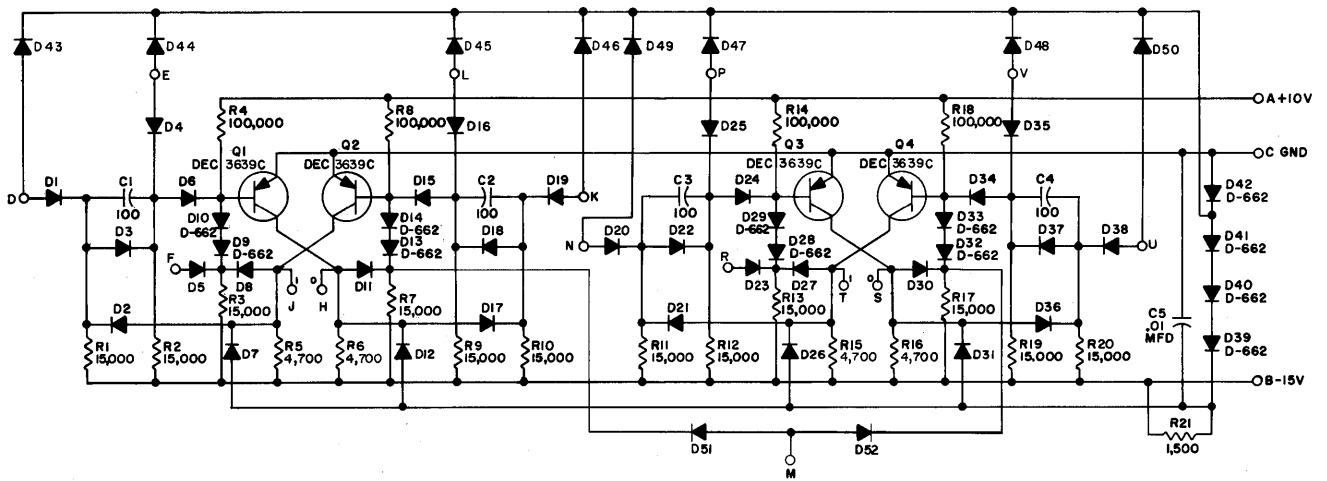 D43 D44 D45 D46 D49 D47 D48 D50
E L P V
R4 100,000 R8 100,000 R14 100,000 R18 100,000
A+10V
D4 D16 D25 D35
Q1 DEC 3639C
Q2 DEC 3639C
Q3 DEC 3639C
Q4 DEC 3639C
C GND
D D1 C1 100 D6 D15 C2 100 D19 K
C3 100 D24 D34 C4 100
D42 D-662
D3 D10 D-662 D14 D-662 D18
N D20 D22 D29 D-662 D33 D-662 D37 D38 U
D41 D-662
D9 D-662 D13 D-662 D28 D-662 D32 D-662
F D5 D8 1 J 0 H D11
R D23 D27 1 T 0 S D30
D40 D-662
R3 15,000 R7 15,000 R13 15,000 R17 15,000
D2 D17 D21 D36
C5 .01 MFD
D39 D-662
R1 15,000 R2 15,000 D7 R5 4,700 R6 4,700 D12 R9 15,000 R10 15,000
R11 15,000 R12 15,000 D26 R15 4,700 R16 4,700 D31 R19 15,000 R20 15,000
B-15V
D51 D52
M
R21 1,500